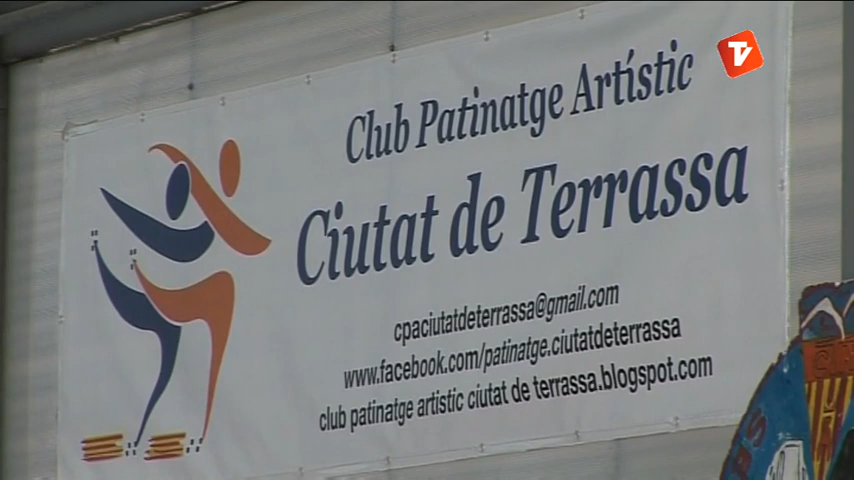 TV
Club Patinatge Artístic
Ciutat de Terrassa
cpaciutatdeterrassa@gmail.com
www.facebook.com/patinatge.ciutatdeterrassa
club patinatge artistic ciutat de terrassa.blogspot.com